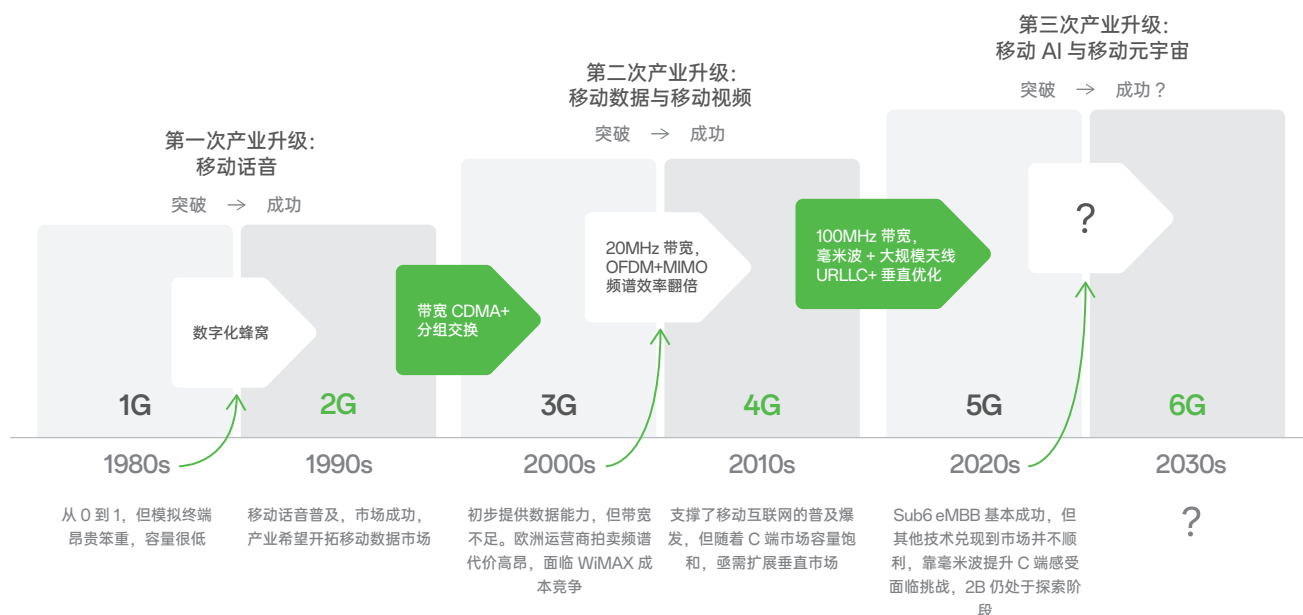 第一次产业升级：
移动话音
突破 → 成功
第二次产业升级：
移动数据与移动视频
突破 → 成功
第三次产业升级：
移动 AI 与移动元宇宙
突破 → 成功？
数字化蜂窝
带宽 CDMA+
分组交换
20MHz 带宽，
OFDM+MIMO
频谱效率翻倍
100MHz 带宽，
毫米波 + 大规模天线
URLLC+ 垂直优化
?
1G
2G
3G
4G
5G
6G
1980s
1990s
2000s
2010s
2020s
2030s
从 0 到 1，但模拟终端
昂贵笨重，容量很低
移动话音普及，市场成功，
产业希望开拓移动数据市场
初步提供数据能力，但带宽
不足。欧洲运营商拍卖频谱
代价高昂，面临 WiMAX 成
本竞争
支撑了移动互联网的普及爆
发，但随着 C 端市场容量饱
和，亟需扩展垂直市场
Sub6 eMBB 基本成功，但
其他技术兑现到市场并不顺
利，靠毫米波提升 C 端感受
面临挑战，2B 仍处于探索阶
段
?